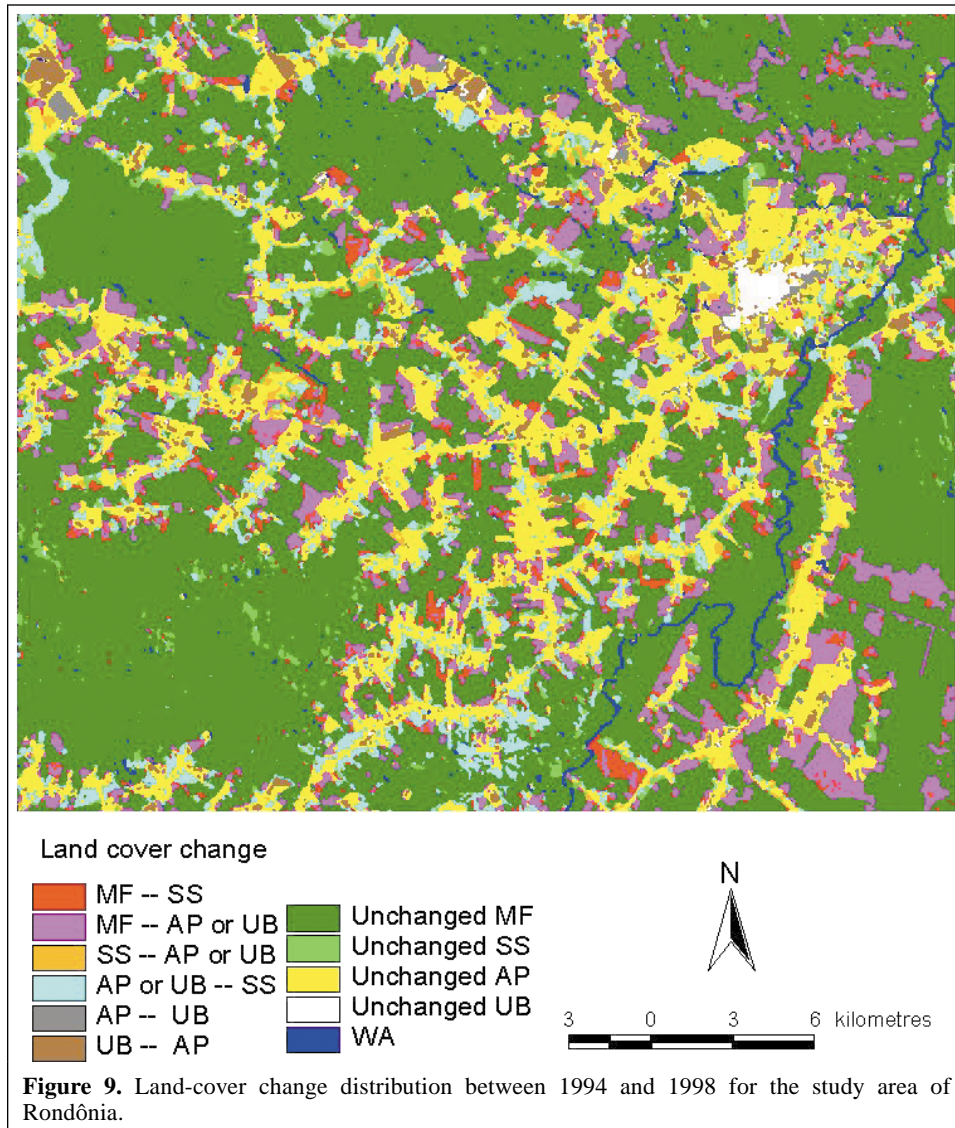 Land cover change
MF -- SS
MF -- AP or UB
SS -- AP or UB
AP or UB -- SS
AP -- UB
UB -- AP
Unchanged MF
Unchanged SS
Unchanged AP
Unchanged UB
WA
N
3 0 3 6 kilometres
Figure 9. Land-cover change distribution between 1994 and 1998 for the study area of
Rondônia.